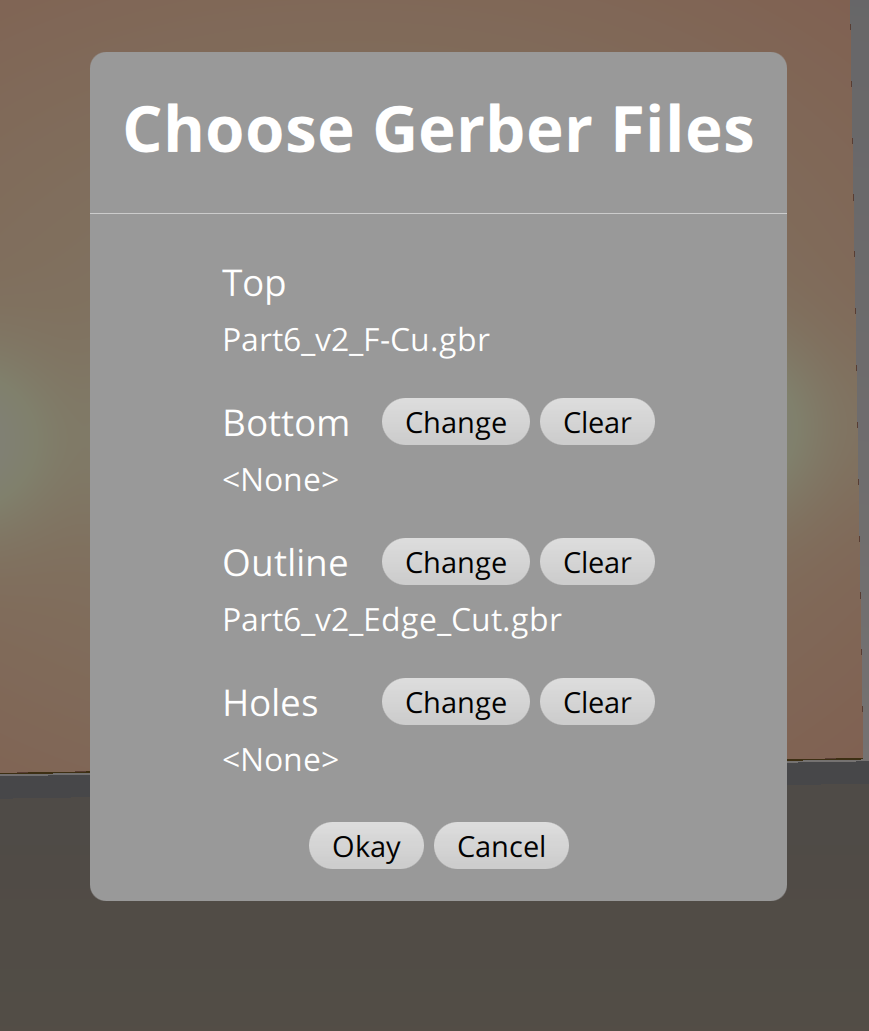 Choose Gerber Files
Top
Part6_v2_F-Cu.gbr
Bottom Change Clear
<None>
Outline Change Clear
Part6_v2_Edge_Cut.gbr
Holes Change Clear
<None>
Okay Cancel